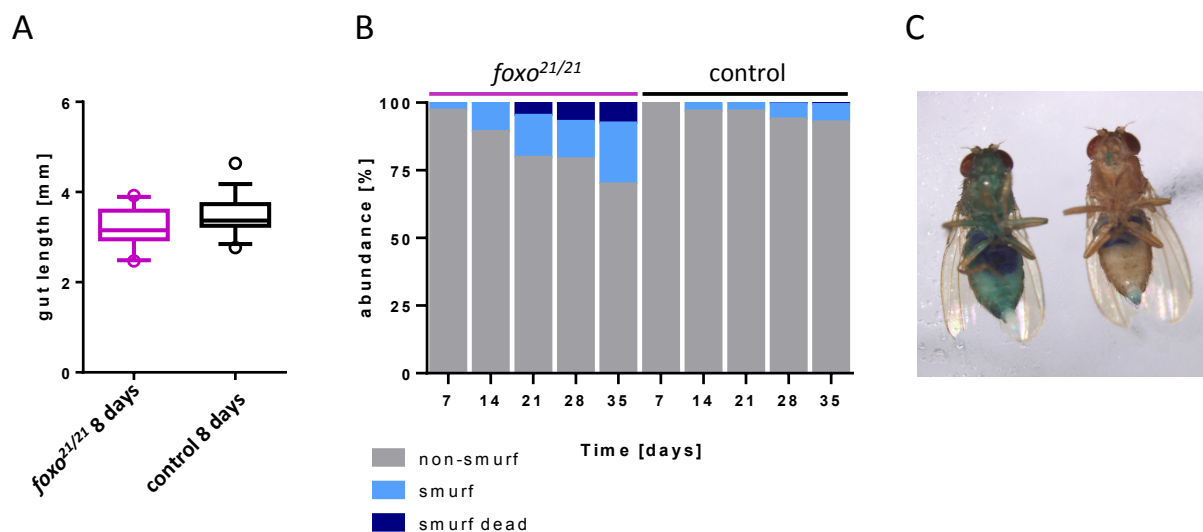 A
gut length [mm]
6
4
2
0
foxo21/21 8 days
control 8 days
B
foxo21/21
control
abundance [%]
100
75
50
25
0
7 14 21 28 35 7 14 21 28 35
Time [days]
non-smurf
smurf
smurf dead
C